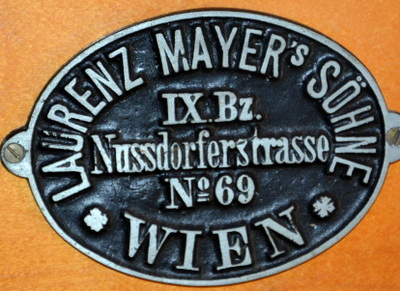 LAURENZ MAYER's SÖHNE
IX. Bz.
Nussdorferstrasse
No 69
WIEN